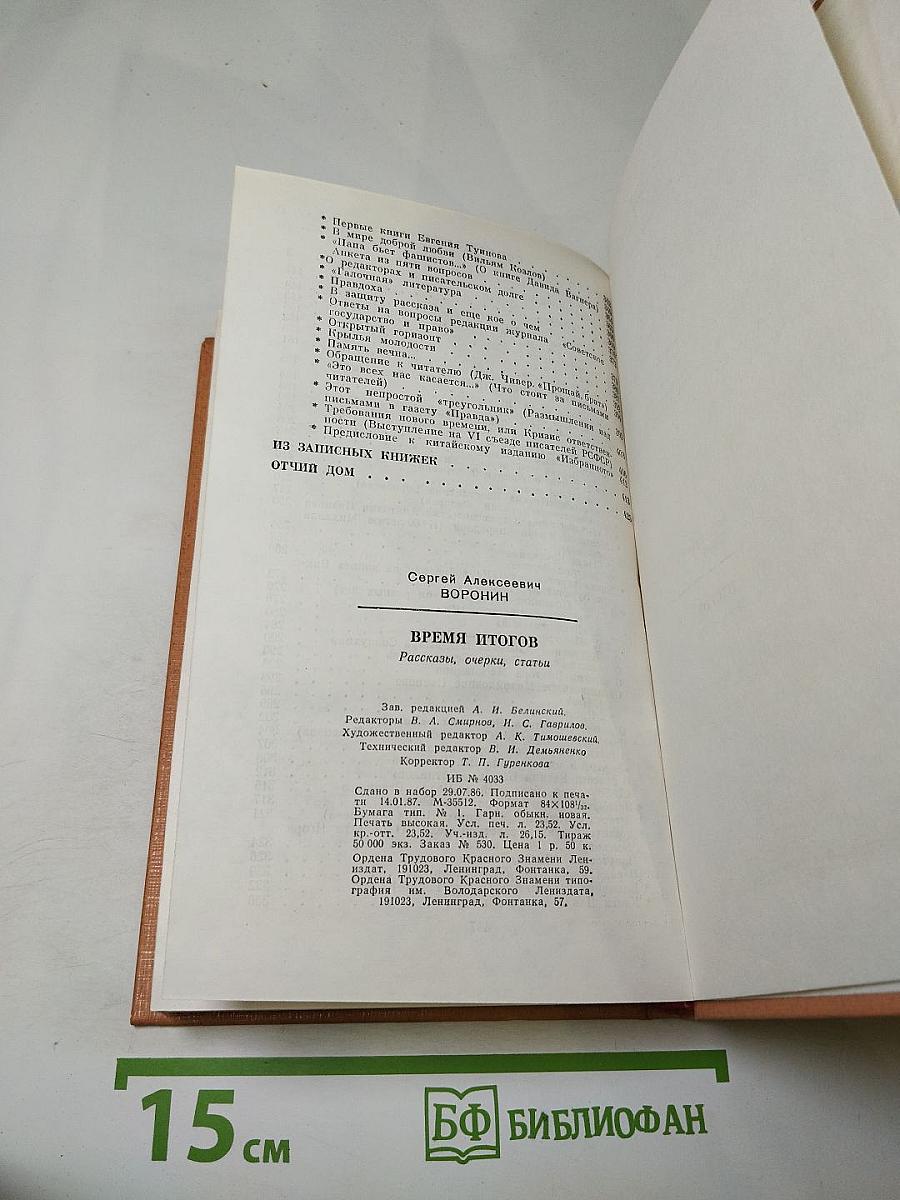 * Первые книги Евгения Туинова . . . . .
* В мире доброй любви (Вильям Козлов) . . . .
* «Папа бьет фашистов...» (О книге Давида Вагнера)
Анкета из пяти вопросов . . . . .
*О редакторах и писательском долге . . . . .
* «Галочная» литература . . . . .
* Правдоха . . . . .
* В защиту рассказа и еще кое о чем . . . . .
* Ответы на вопросы редакции журнала «Советское
государство и право» . . . . .
* Открытый горизонт . . . . .
* Крылья молодости . . . . .
* Память вечна... . . . . .
* Обращение к читателю (Дж. Чивер. «Прощай, брат»)
* «Это всех нас касается...» (Что стоит за письмами
читателей) . . . . .
* Этот непростой «треугольник» (Размышления над
письмами в газету «Правда») . . . . .
* Требования нового времени, или Кризис ответствен-
ности (Выступление на VI съезде писателей РСФСР)
* Предисловие к китайскому изданию «Избранного»
ИЗ ЗАПИСНЫХ КНИЖЕК . . . . .
ОТЧИЙ ДОМ . . . . .
Сергей Алексеевич
ВОРОНИН
ВРЕМЯ ИТОГОВ
Рассказы, очерки, статьи
Зав. редакцией А. И. Белинский.
Редакторы В. А. Смирнов, И. С. Гаврилов.
Художественный редактор А. К. Тимошевский.
Технический редактор В. И. Демьяненко
Корректор Т. П. Гуренкова
ИБ № 4033
Сдано в набор 29.07.86. Подписано к печа-
ти 14.01.87. М-35512. Формат 84×108¹/₃₂.
Бумага тип. № 1. Гарн. обыкн. новая.
Печать высокая. Усл. печ. л. 23,52. Усл.
кр.-отт. 23,52. Уч.-изд. л. 26,15. Тираж
50 000 экз. Заказ № 530. Цена 1 р. 50 к.
Ордена Трудового Красного Знамени Лен-
издат, 191023, Ленинград, Фонтанка, 59.
Ордена Трудового Красного Знамени типо-
графия им. Володарского Лениздата,
191023, Ленинград, Фонтанка, 57.
15 см
БФ БИБЛИОФАН